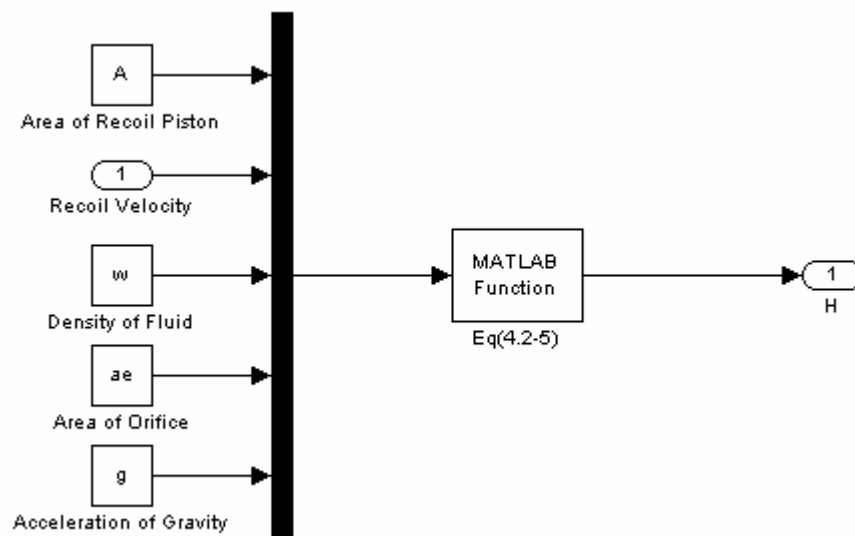 A
Area of Recoil Piston
1
Recoil Velocity
w
Density of Fluid
ae
Area of Orifice
g
Acceleration of Gravity
MATLAB
Function
Eq(4.2-5)
1
H